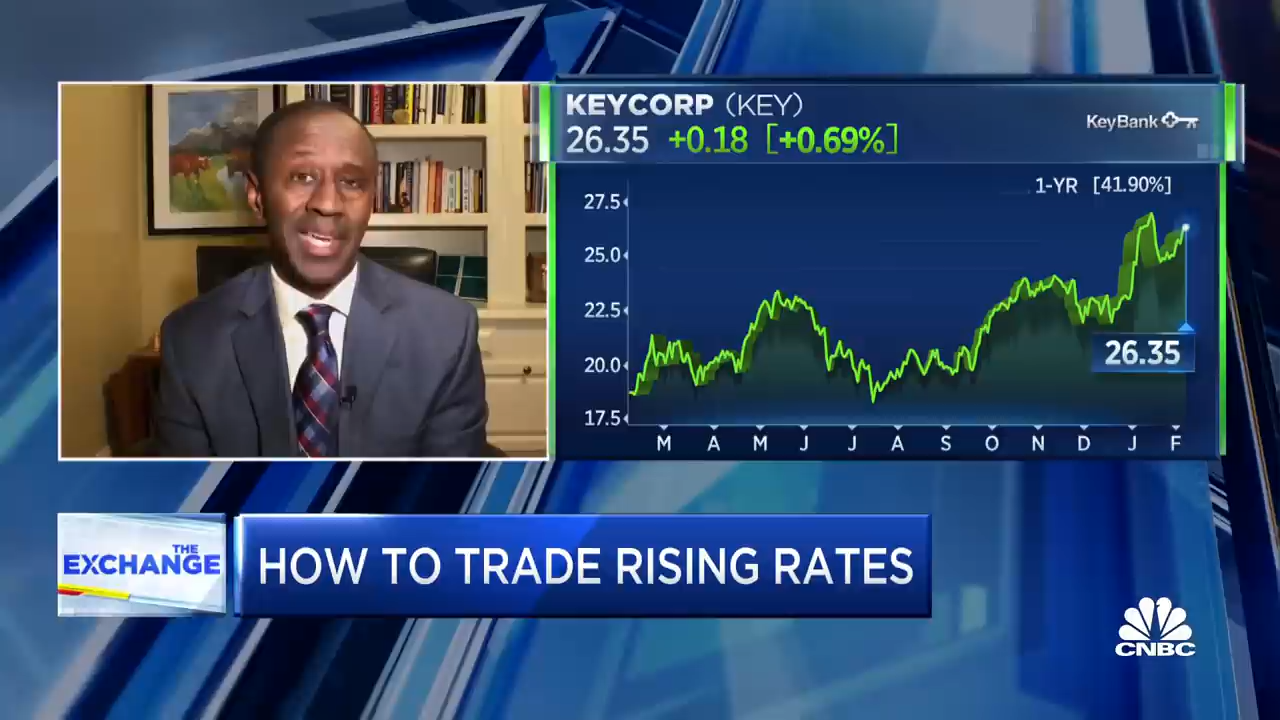 KEYCORP (KEY)
26.35 +0.18 [+0.69%]
KeyBank
1-YR [41.90%]
27.5
25.0
22.5
20.0
17.5
26.35
M A M J J A S O N D J F
THE
EXCHANGE
HOW TO TRADE RISING RATES
CNBC